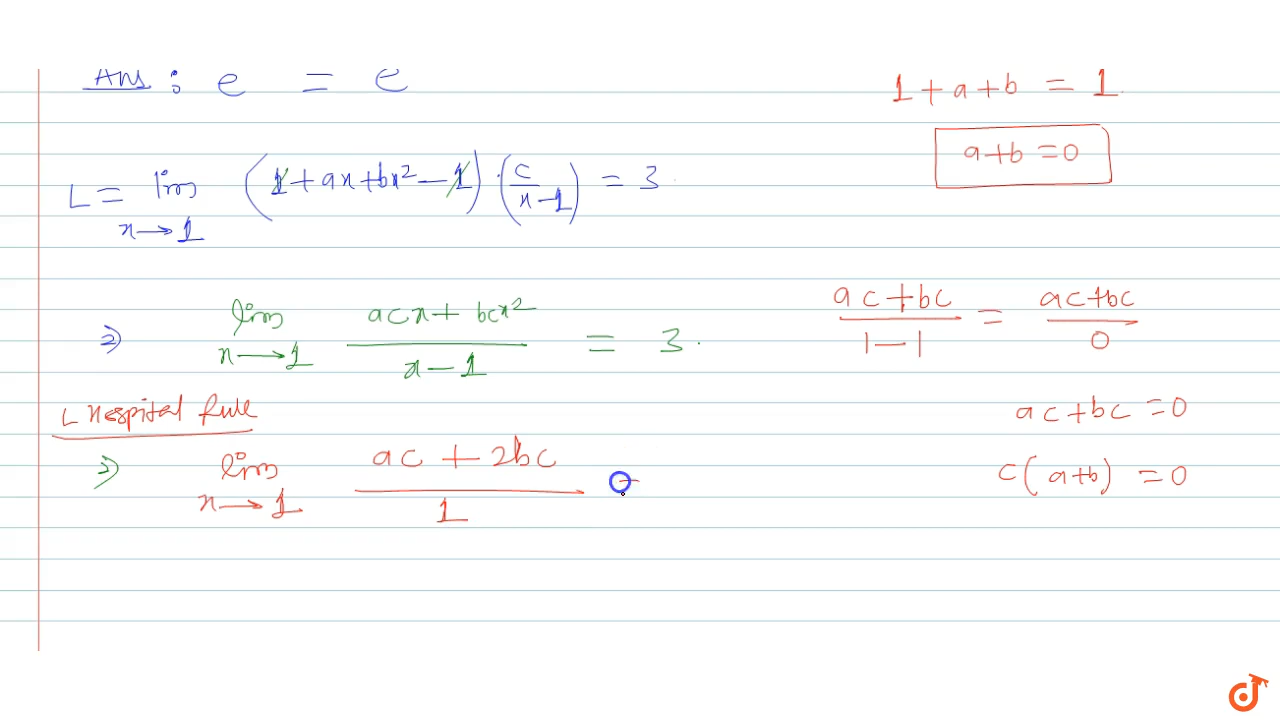 Ans : e = e
1 + a + b = 1
a + b = 0
L = lim x→1 (1 + ax + bx² − 1) · (c/(x−1)) = 3
⇒ lim x→1 (acx + bcx²)/(x − 1) = 3.
(ac + bc)/(1 − 1) = (ac + bc)/0
L Hospital Rule
ac + bc = 0
⇒ lim x→1 (ac + 2bc)/1
c(a + b) = 0